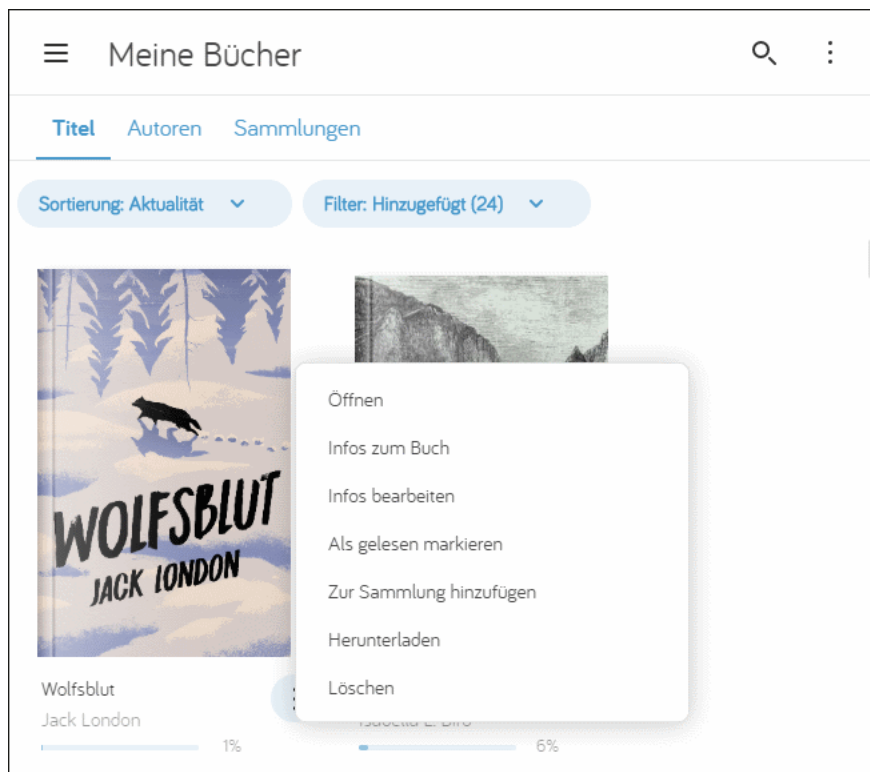 Meine Bücher
Titel Autoren Sammlungen
Sortierung: Aktualität Filter: Hinzugefügt (24)
WOLFSBLUT
JACK LONDON
Öffnen
Infos zum Buch
Infos bearbeiten
Als gelesen markieren
Zur Sammlung hinzufügen
Herunterladen
Löschen
Wolfsblut
Jack London
1%
6%